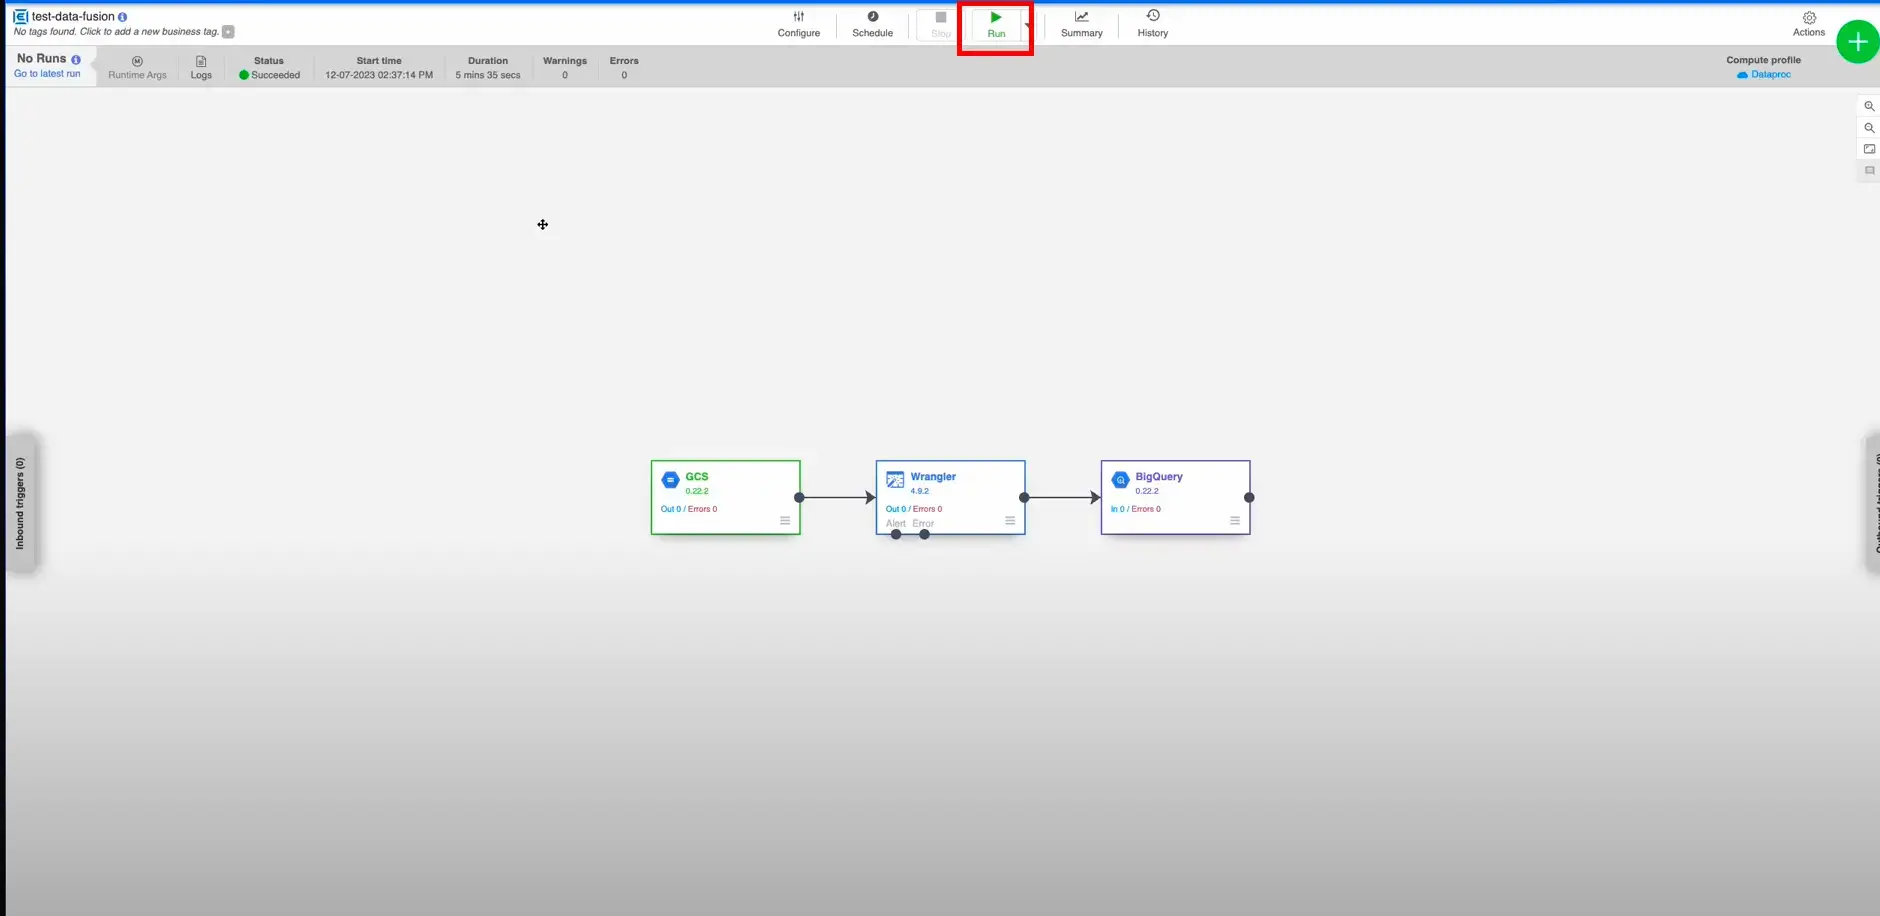 test-data-fusion
No tags found. Click to add a new business tag.
Configure
Schedule
Stop
Run
Summary
History
Actions
No Runs
Go to latest run
Runtime Args
Logs
Status
Succeeded
Start time
12-07-2023 02:37:14 PM
Duration
5 mins 35 secs
Warnings
0
Errors
0
Compute profile
Dataproc
Inbound triggers (0)
GCS
0.22.2
Out 0 / Errors 0
Wrangler
4.9.2
Out 0 / Errors 0
Alert Error
BigQuery
0.22.2
In 0 / Errors 0
Outbound triggers (0)